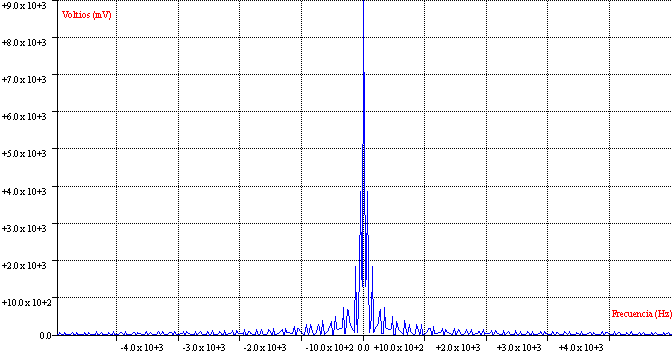 +9.0 x 10+3
Voltios (mV)
+8.0 x 10+3
+7.0 x 10+3
+6.0 x 10+3
+5.0 x 10+3
+4.0 x 10+3
+3.0 x 10+3
+2.0 x 10+3
+10.0 x 10+2
Frecuencia (Hz)
0.0
-4.0 x 10+3 -3.0 x 10+3 -2.0 x 10+3 -10.0 x 10+2 0.0 +10.0 x 10+2 +2.0 x 10+3 +3.0 x 10+3 +4.0 x 10+3